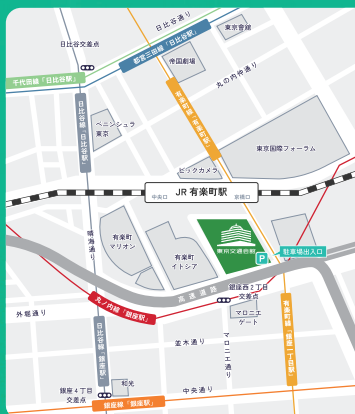 日比谷通り
東京會館
日比谷交差点
都営三田線「日比谷駅」
帝国劇場
千代田線「日比谷駅」
丸の内仲通り
有楽町線「有楽町駅」
日比谷線「日比谷駅」
ペニンシュラ
東京
東京国際フォーラム
ビックカメラ
JR 有楽町駅
中央口
京橋口
晴海通り
有楽町
マリオン
有楽町
イトシア
東京交通会館
P
駐車場出入口
高速道路
銀座西2丁目
交差点
丸ノ内線「銀座駅」
マロニエ
ゲート
外堀通り
有楽町線「銀座一丁目駅」
日比谷線「銀座駅」
並木通り
マロニエ通り
和光
銀座4丁目
交差点
中央通り
銀座線「銀座駅」